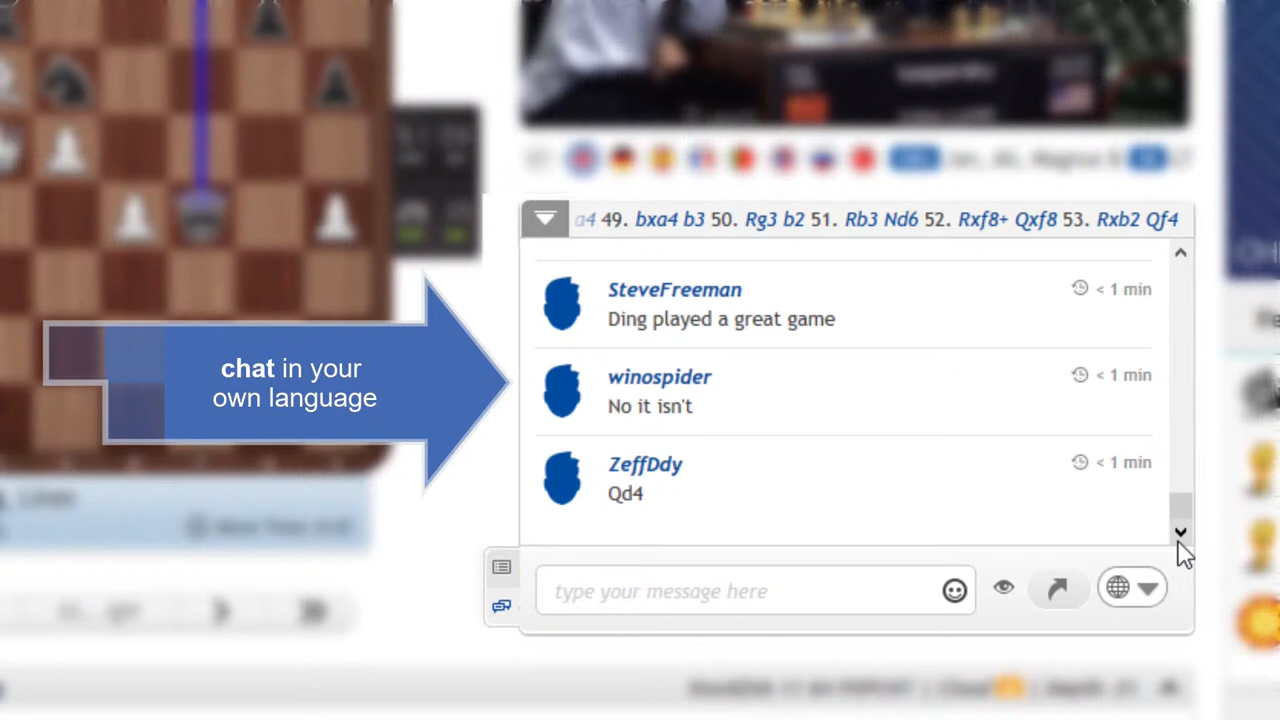 a4 49. bxa4 b3 50. Rg3 b2 51. Rb3 Nd6 52. Rxf8+ Qxf8 53. Rxb2 Qf4
SteveFreeman < 1 min
Ding played a great game
chat in your
own language
winospider < 1 min
No it isn't
ZeffDdy < 1 min
Qd4
type your message here